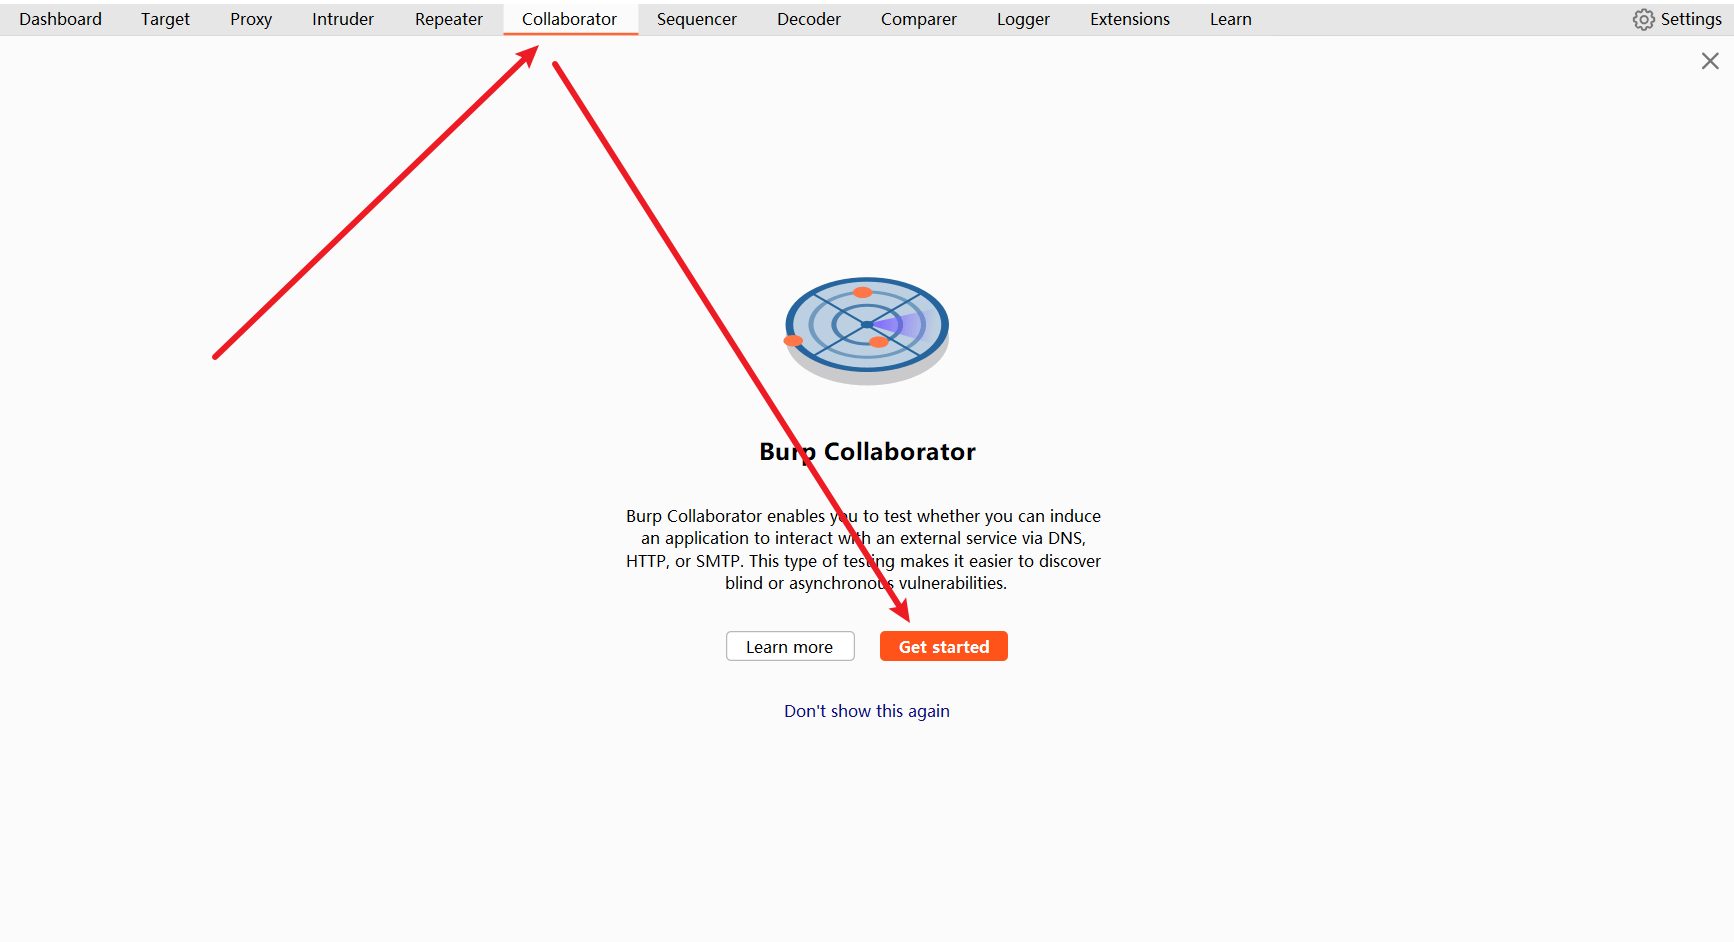 Dashboard Target Proxy Intruder Repeater Collaborator Sequencer Decoder Comparer Logger Extensions Learn Settings
Burp Collaborator
Burp Collaborator enables you to test whether you can induce
an application to interact with an external service via DNS,
HTTP, or SMTP. This type of testing makes it easier to discover
blind or asynchronous vulnerabilities.
Learn more Get started
Don't show this again